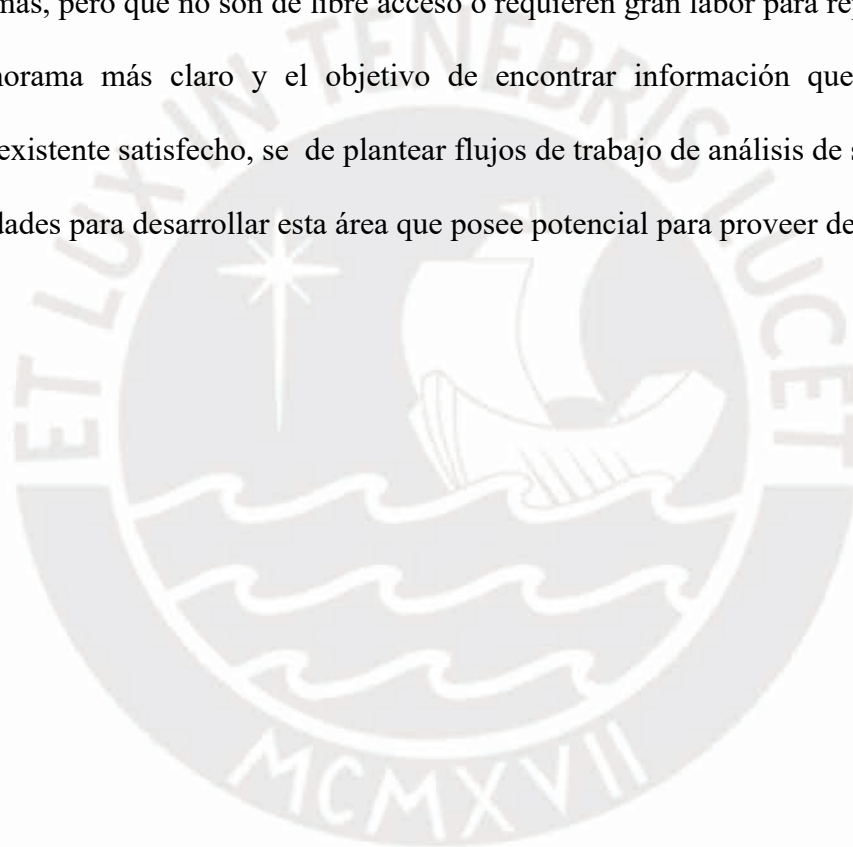 mas, pero que no son de libre acceso o requieren gran labor para
más claro y el objetivo de encontrar información que
existente satisfecho, se de plantear flujos de trabajo de análisis de
para desarrollar esta área que posee potencial para proveer de
ET LUX IN TENEBRIS LUCET
MCMXVII